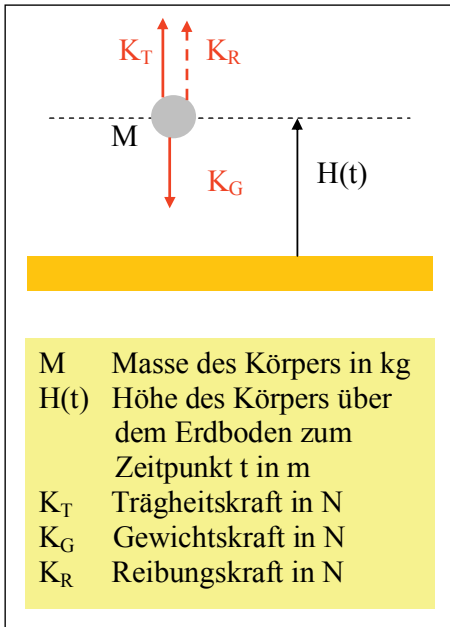 K_T K_R
M
K_G
H(t)
M Masse des Körpers in kg
H(t) Höhe des Körpers über
dem Erdboden zum
Zeitpunkt t in m
K_T Trägheitskraft in N
K_G Gewichtskraft in N
K_R Reibungskraft in N